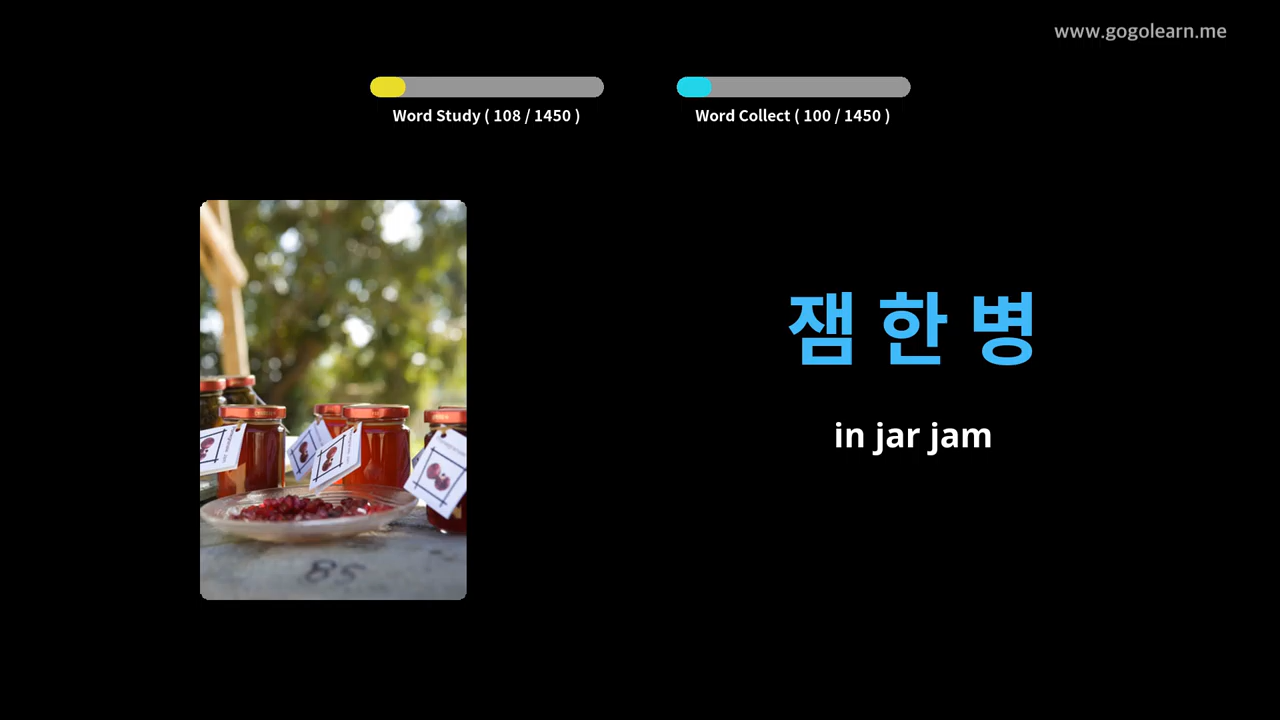 www.gogolearn.me
Word Study ( 108 / 1450 )
Word Collect ( 100 / 1450 )
잼 한 병
in jar jam
85